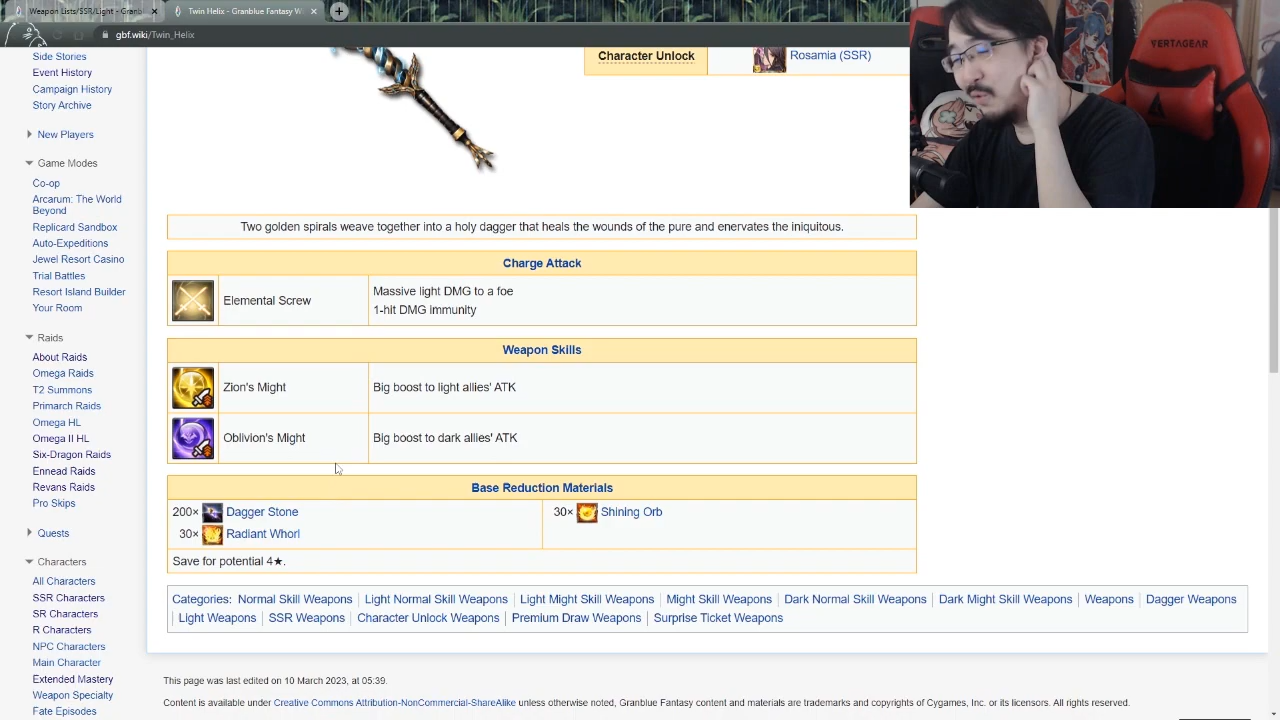 Weapon Lists/SSR/Light - Granbl
Twin Helix - Granblue Fantasy W
gbf.wiki/Twin_Helix
Side Stories
Event History
Campaign History
Story Archive
New Players
Game Modes
Co-op
Arcarum: The World
Beyond
Replicard Sandbox
Auto-Expeditions
Jewel Resort Casino
Trial Battles
Resort Island Builder
Your Room
Raids
About Raids
Omega Raids
T2 Summons
Primarch Raids
Omega HL
Omega II HL
Six-Dragon Raids
Ennead Raids
Revans Raids
Pro Skips
Quests
Characters
All Characters
SSR Characters
SR Characters
R Characters
NPC Characters
Main Character
Extended Mastery
Weapon Specialty
Fate Episodes
Character Unlock
Rosamia (SSR)
Two golden spirals weave together into a holy dagger that heals the wounds of the pure and enervates the iniquitous.
Charge Attack
Elemental Screw
Massive light DMG to a foe
1-hit DMG immunity
Weapon Skills
Zion's Might
Big boost to light allies' ATK
Oblivion's Might
Big boost to dark allies' ATK
Base Reduction Materials
200× Dagger Stone
30× Shining Orb
30× Radiant Whorl
Save for potential 4★.
Categories: Normal Skill Weapons | Light Normal Skill Weapons | Light Might Skill Weapons | Might Skill Weapons | Dark Normal Skill Weapons | Dark Might Skill Weapons | Weapons | Dagger Weapons
| Light Weapons | SSR Weapons | Character Unlock Weapons | Premium Draw Weapons | Surprise Ticket Weapons
This page was last edited on 10 March 2023, at 05:39.
Content is available under Creative Commons Attribution-NonCommercial-ShareAlike unless otherwise noted, Granblue Fantasy content and materials are trademarks and copyrights of Cygames, Inc. or its licensors. All rights reserved.
VERTAGEAR